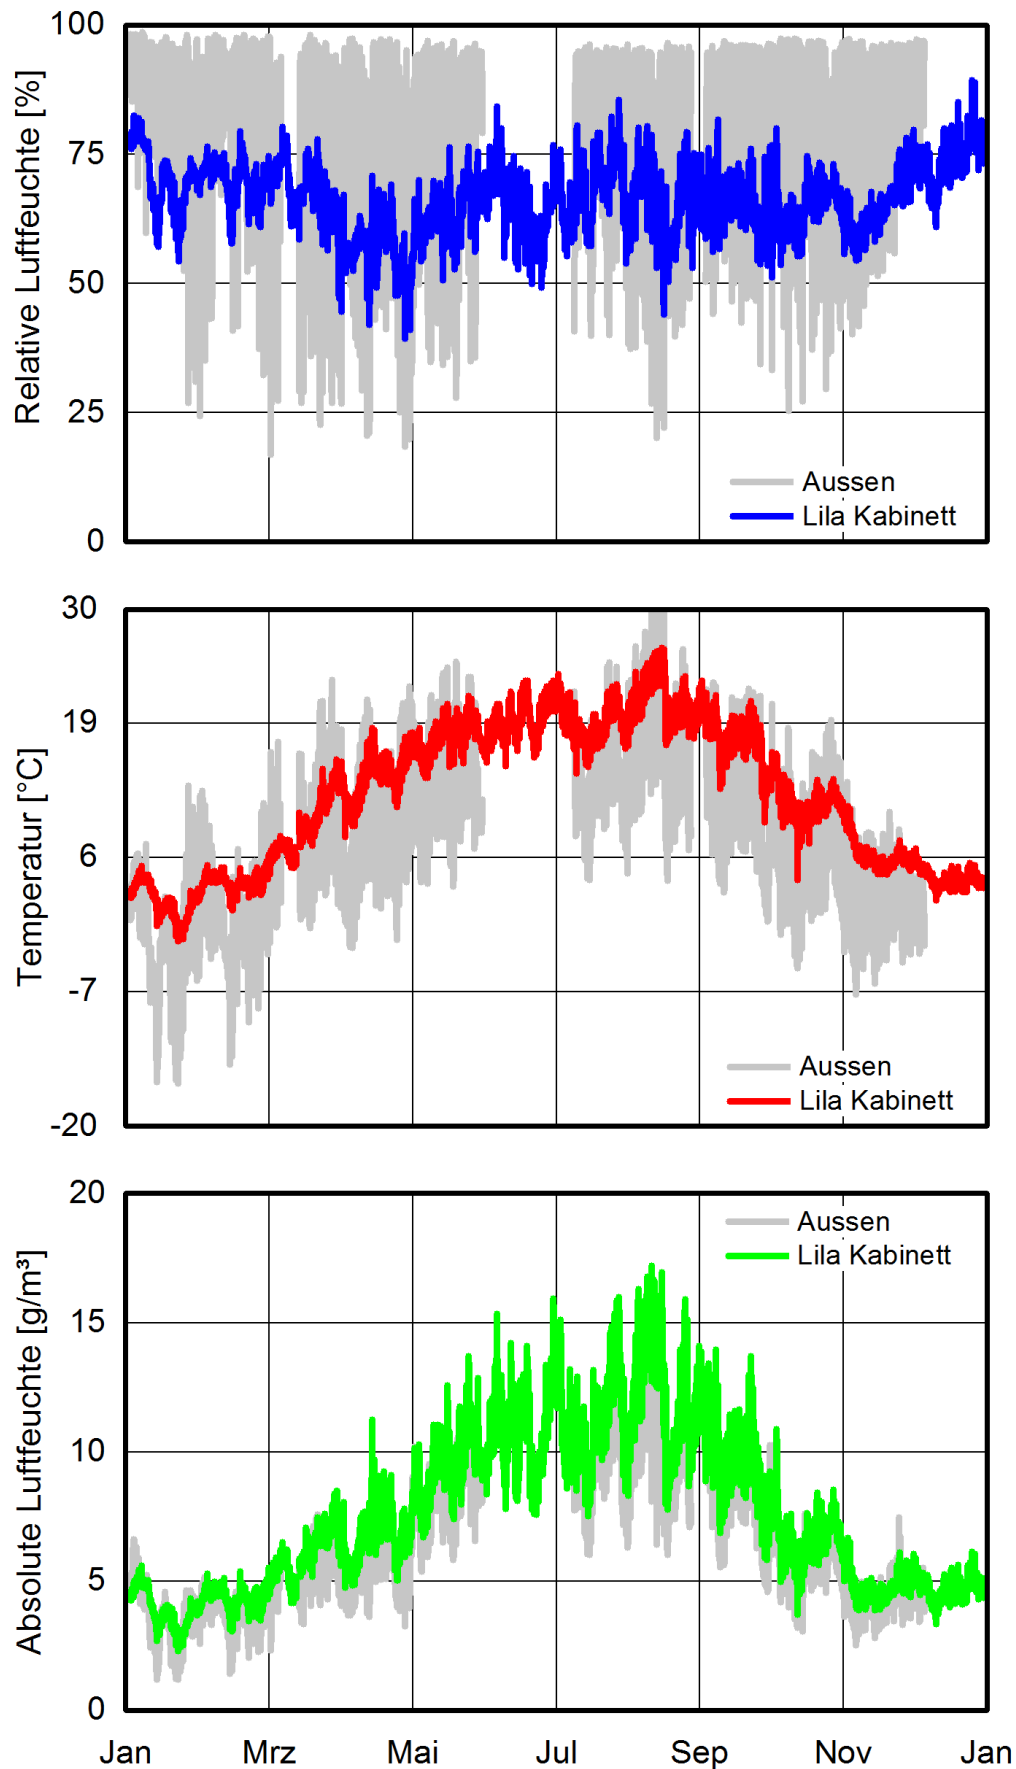 Relative Luftfeuchte [%]
100
75
50
25
0
Aussen
Lila Kabinett
Temperatur [°C]
30
19
6
-7
-20
Aussen
Lila Kabinett
Absolute Luftfeuchte [g/m³]
20
15
10
5
0
Aussen
Lila Kabinett
Jan Mrz Mai Jul Sep Nov Jan